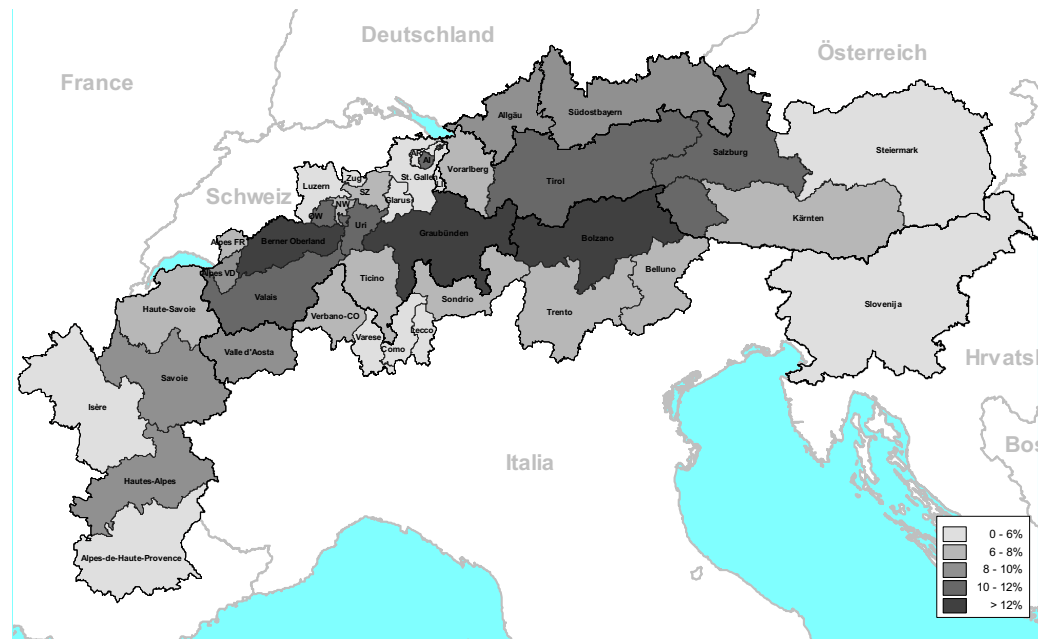 Deutschland
Österreich
France
Allgäu
Südostbayern
Steiermark
AR
AI
Salzburg
St. Gallen
Vorarlberg
Tirol
Zug
Luzern
SZ
Schweiz
Glarus
NW
OW
Uri
Kärnten
Graubünden
Bolzano
Alpes FR
Berner Oberland
Belluno
Alpes VD
Ticino
Valais
Sondrio
Slovenija
Haute-Savoie
Trento
Verbano-CO
Lecco
Varese
Como
Valle d'Aosta
Hrvats
Savoie
Isère
Bos
Italia
Hautes-Alpes
Alpes-de-Haute-Provence
0 - 6%
6 - 8%
8 - 10%
10 - 12%
> 12%